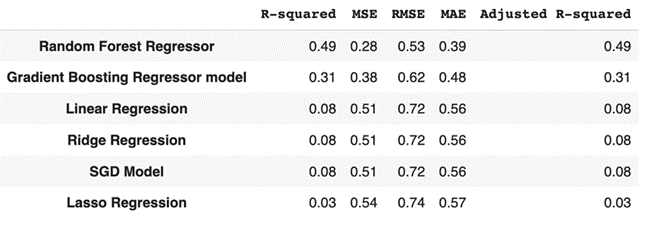 R-squared MSE RMSE MAE Adjusted R-squared
Random Forest Regressor 0.49 0.28 0.53 0.39 0.49
Gradient Boosting Regressor model 0.31 0.38 0.62 0.48 0.31
Linear Regression 0.08 0.51 0.72 0.56 0.08
Ridge Regression 0.08 0.51 0.72 0.56 0.08
SGD Model 0.08 0.51 0.72 0.56 0.08
Lasso Regression 0.03 0.54 0.74 0.57 0.03